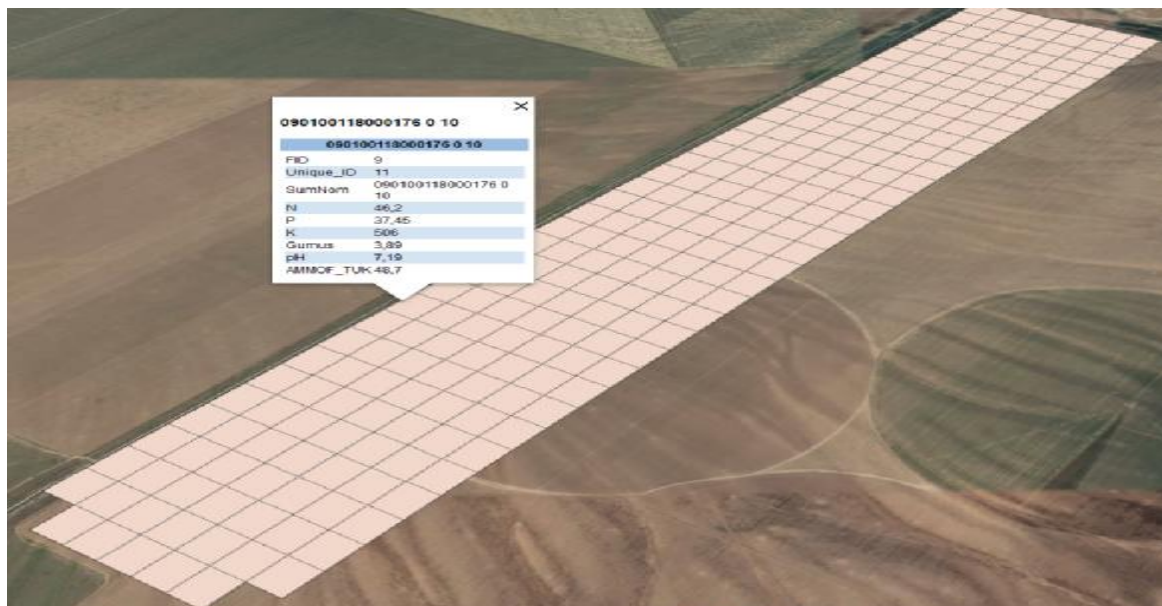 090100118000176 0 10
090100118000176 0 10
FID 9
Unique_ID 11
SumNom 090100118000176 0
10
N 46,2
P 37,45
K 506
Gumus 3,89
pH 7,19
AMMOF_TUK 48,7